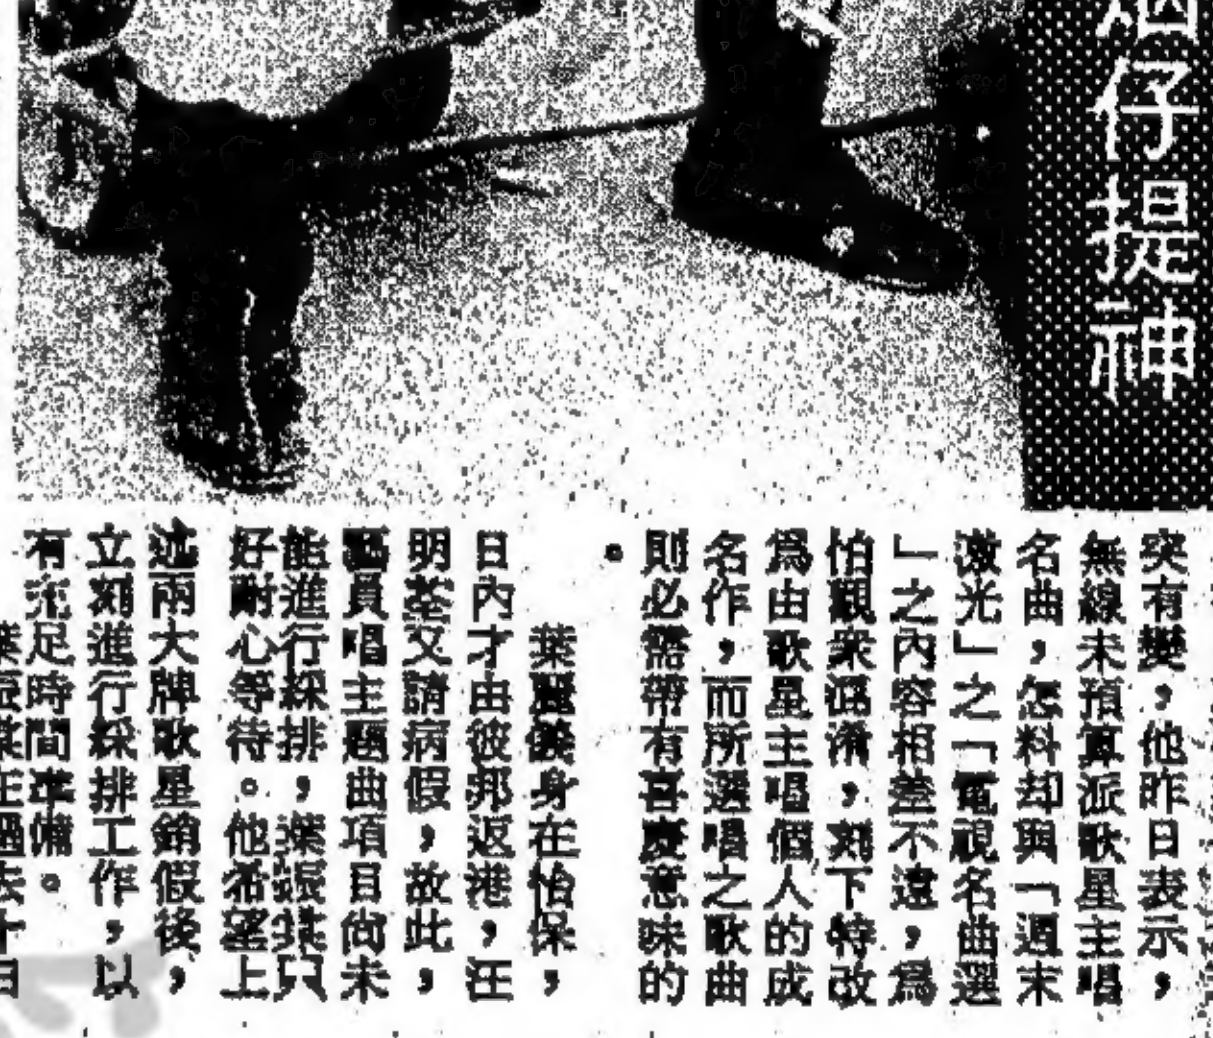 仔提神
突有變，他昨日表示，
無線未預算派歌星主唱
名曲，怎料却與「週末
激光」之「電視名曲選
」之內容相差不遠，爲
怕觀衆混淆，刻下特改
爲由歌星主唱個人的成
名作，而所選唱之歌曲
則必需帶有喜慶意味的
。
葉麗儀身在怡保，
日內才由彼邦返港，汪
明荃又請病假，故此，
藝員唱主題曲項目尚未
能進行綵排，葉振棠只
好耐心等待。他希望上
述兩大牌歌星銷假後，
立刻進行綵排工作，以
有充足時間準備。